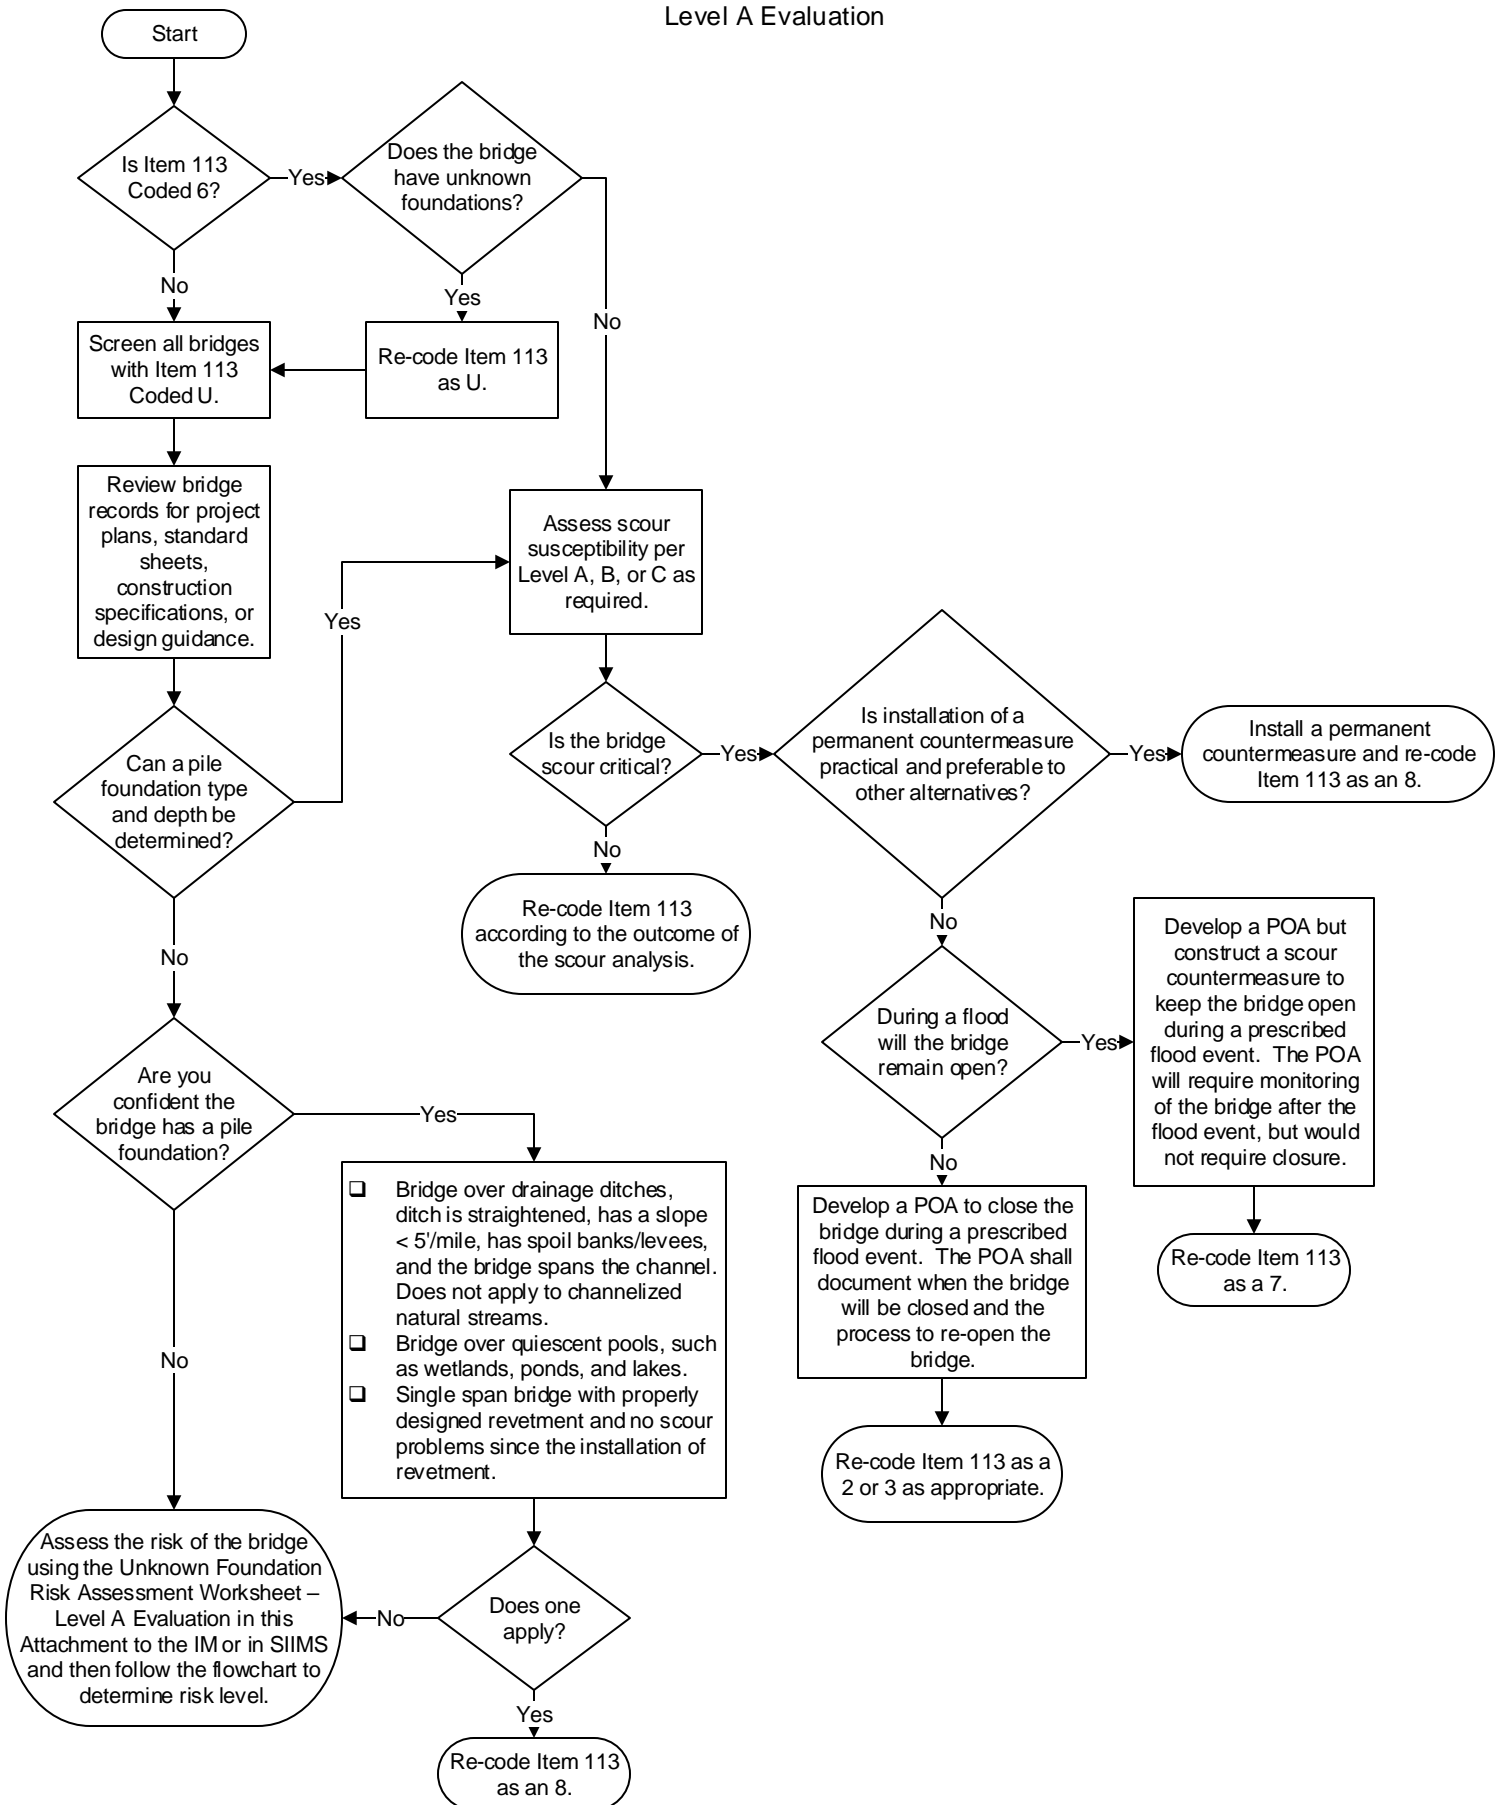 Level A Evaluation
Start
Is Item 113
Coded 6?
Yes
Does the bridge
have unknown
foundations?
No
Yes
No
Screen all bridges
with Item 113
Coded U.
Re-code Item 113
as U.
Review bridge
records for project
plans, standard
sheets,
construction
specifications, or
design guidance.
Yes
Assess scour
susceptibility per
Level A, B, or C as
required.
Can a pile
foundation type
and depth be
determined?
Is the bridge
scour critical?
Yes
Is installation of a
permanent countermeasure
practical and preferable to
other alternatives?
Yes
Install a permanent
countermeasure and re-code
Item 113 as an 8.
No
Re-code Item 113
according to the outcome of
the scour analysis.
No
No
During a flood
will the bridge
remain open?
Yes
Develop a POA but
construct a scour
countermeasure to
keep the bridge open
during a prescribed
flood event.  The POA
will require monitoring
of the bridge after the
flood event, but would
not require closure.
Re-code Item 113
as a 7.
No
Develop a POA to close the
bridge during a prescribed
flood event.  The POA shall
document when the bridge
will be closed and the
process to re-open the
bridge.
Re-code Item 113 as a
2 or 3 as appropriate.
Are you
confident the
bridge has a pile
foundation?
Yes
❑ Bridge over drainage ditches,
ditch is straightened, has a slope
< 5'/mile, has spoil banks/levees,
and the bridge spans the channel.
Does not apply to channelized
natural streams.
❑ Bridge over quiescent pools, such
as wetlands, ponds, and lakes.
❑ Single span bridge with properly
designed revetment and no scour
problems since the installation of
revetment.
No
Assess the risk of the bridge
using the Unknown Foundation
Risk Assessment Worksheet –
Level A Evaluation in this
Attachment to the IM or in SIIMS
and then follow the flowchart to
determine risk level.
No
Does one
apply?
Yes
Re-code Item 113
as an 8.